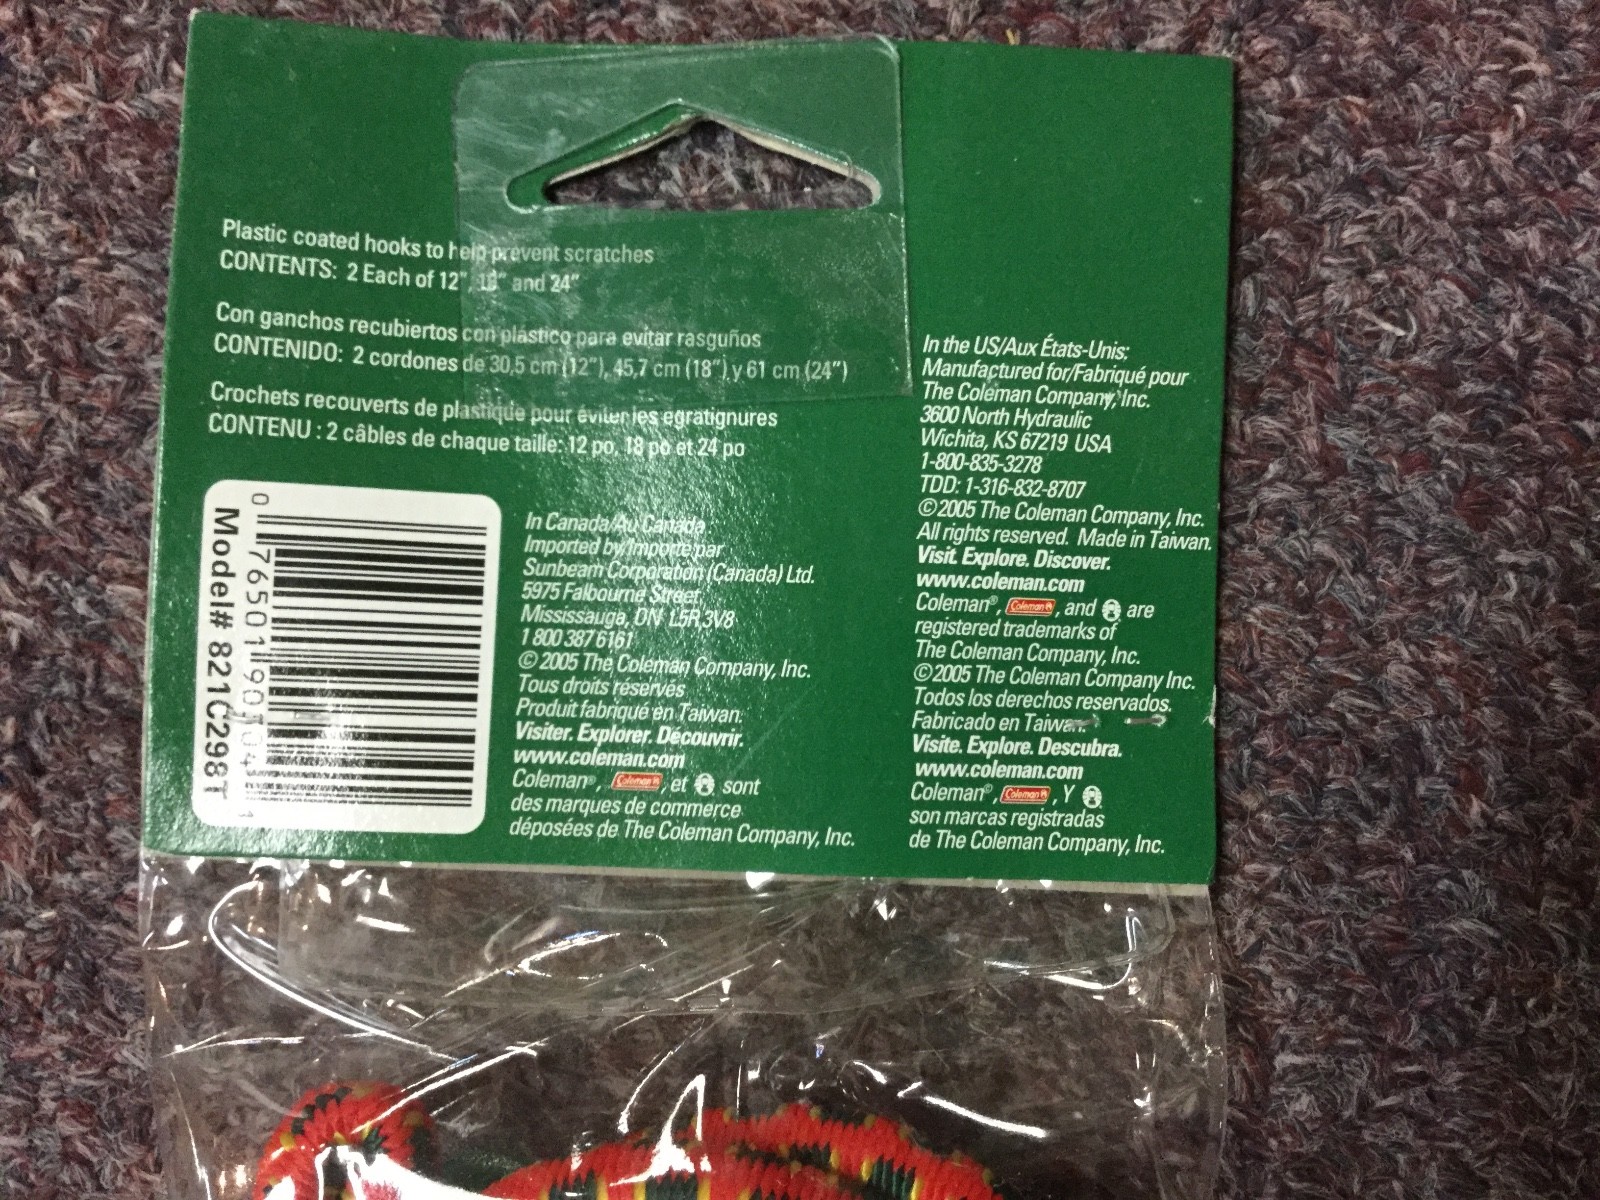 Plastic coated hooks to help prevent scratches
CONTENTS: 2 Each of 12", 18" and 24"
Con ganchos recubiertos con plástico para evitar rasguños
CONTENIDO: 2 cordones de 30,5 cm (12"), 45,7 cm (18") y 61 cm (24")
Crochets recouverts de plastique pour éviter les egratignures
CONTENU : 2 câbles de chaque taille: 12 po, 18 po et 24 po
Model# 821C298T
In Canada/Au Canada
Imported by/Importé par
Sunbeam Corporation (Canada) Ltd.
5975 Falbourne Street,
Mississauga, ON L5R 3V8
1 800 387 6161
© 2005 The Coleman Company, Inc.
Tous droits réservés
Produit fabriqué en Taiwan.
Visiter. Explorer. Découvrir.
www.coleman.com
Coleman®, Coleman, et sont
des marques de commerce
déposées de The Coleman Company, Inc.
In the US/Aux États-Unis:
Manufactured for/Fabriqué pour
The Coleman Company, Inc.
3600 North Hydraulic
Wichita, KS 67219 USA
1-800-835-3278
TDD: 1-316-832-8707
©2005 The Coleman Company, Inc.
All rights reserved. Made in Taiwan.
Visit. Explore. Discover.
www.coleman.com
Coleman®, Coleman, and are
registered trademarks of
The Coleman Company, Inc.
©2005 The Coleman Company Inc.
Todos los derechos reservados.
Fabricado en Taiwan.
Visite. Explore. Descubra.
www.coleman.com
Coleman®, Coleman, Y
son marcas registradas
de The Coleman Company, Inc.